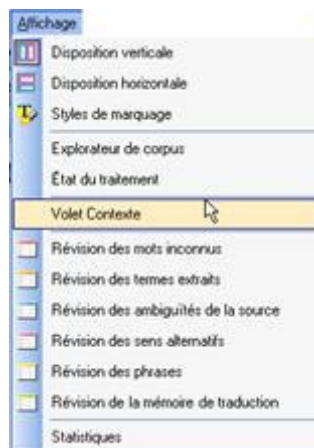 Affichage
Disposition verticale
Disposition horizontale
Styles de marquage
Explorateur de corpus
État du traitement
Volet Contexte
Révision des mots inconnus
Révision des termes extraits
Révision des ambiguïtés de la source
Révision des sens alternatifs
Révision des phrases
Révision de la mémoire de traduction
Statistiques